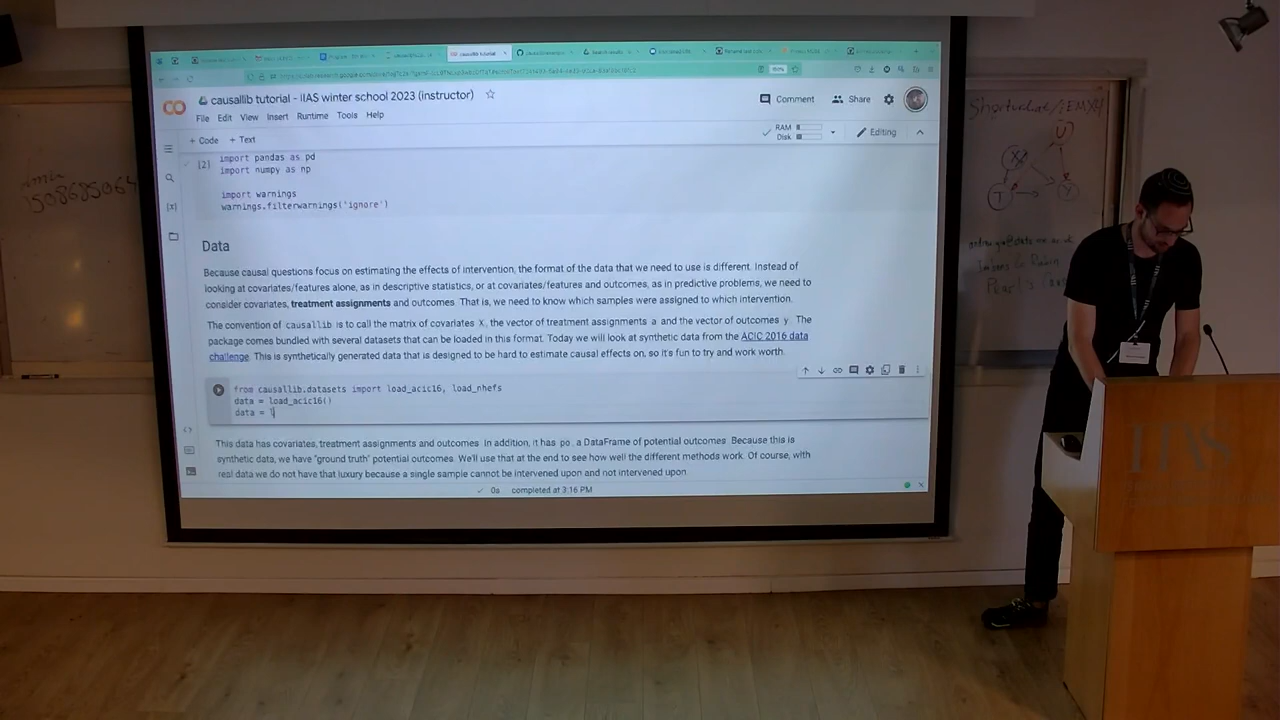 causallib tutorial - IIAS winter school 2023 (instructor)
Comment
Share
File Edit View Insert Runtime Tools Help
+ Code + Text
RAM
Disk
Editing
[2]
import pandas as pd
import numpy as np
import warnings
warnings.filterwarnings('ignore')
Data
Because causal questions focus on estimating the effects of intervention, the format of the data that we need to use is different. Instead of
looking at covariates/features alone, as in descriptive statistics, or at covariates/features and outcomes, as in predictive problems, we need to
consider covariates, treatment assignments and outcomes. That is, we need to know which samples were assigned to which intervention.
The convention of causallib is to call the matrix of covariates X, the vector of treatment assignments a and the vector of outcomes y. The
package comes bundled with several datasets that can be loaded in this format. Today we will look at synthetic data from the ACIC 2016 data
challenge. This is synthetically generated data that is designed to be hard to estimate causal effects on, so it's fun to try and work worth.
from causallib.datasets import load_acic16, load_nhefs
data = load_acic16()
data = l
This data has covariates, treatment assignments and outcomes. In addition, it has po a DataFrame of potential outcomes. Because this is
synthetic data, we have "ground truth" potential outcomes. We'll use that at the end to see how well the different methods work. Of course, with
real data we do not have that luxury because a single sample cannot be intervened upon and not intervened upon.
0s completed at 3:16 PM
X
U
T
Y
IIAS